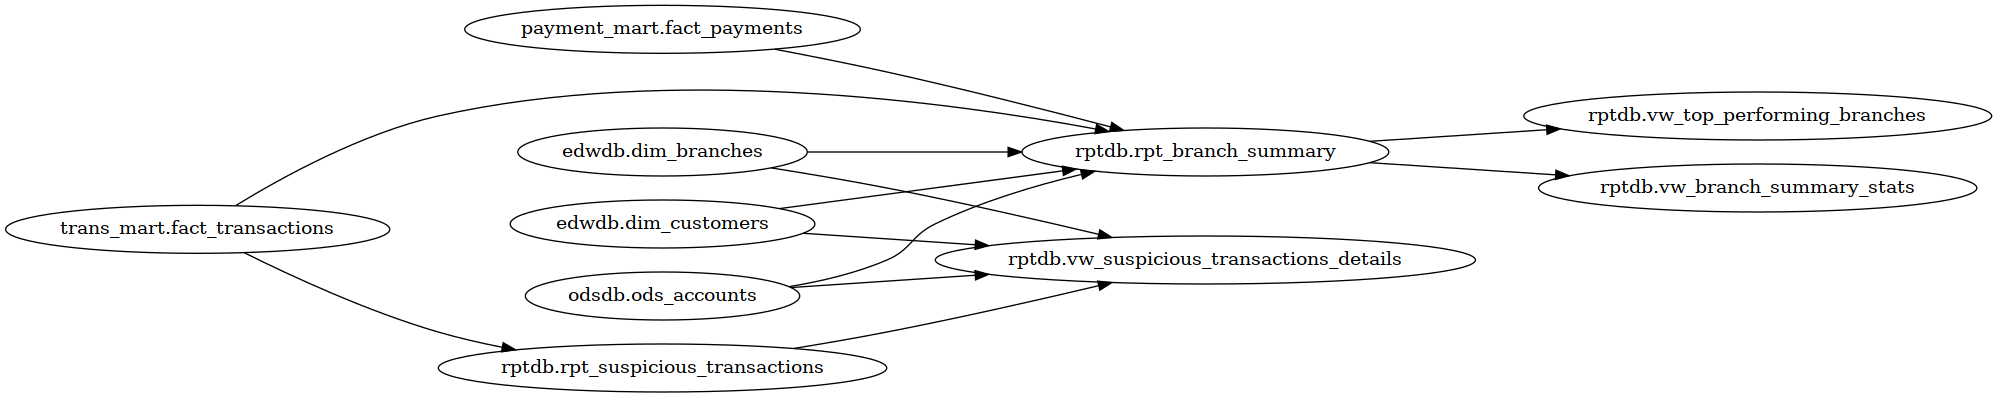 payment_mart.fact_payments
rptdb.vw_top_performing_branches
edwdb.dim_branches
rptdb.rpt_branch_summary
rptdb.vw_branch_summary_stats
trans_mart.fact_transactions
edwdb.dim_customers
rptdb.vw_suspicious_transactions_details
odsdb.ods_accounts
rptdb.rpt_suspicious_transactions